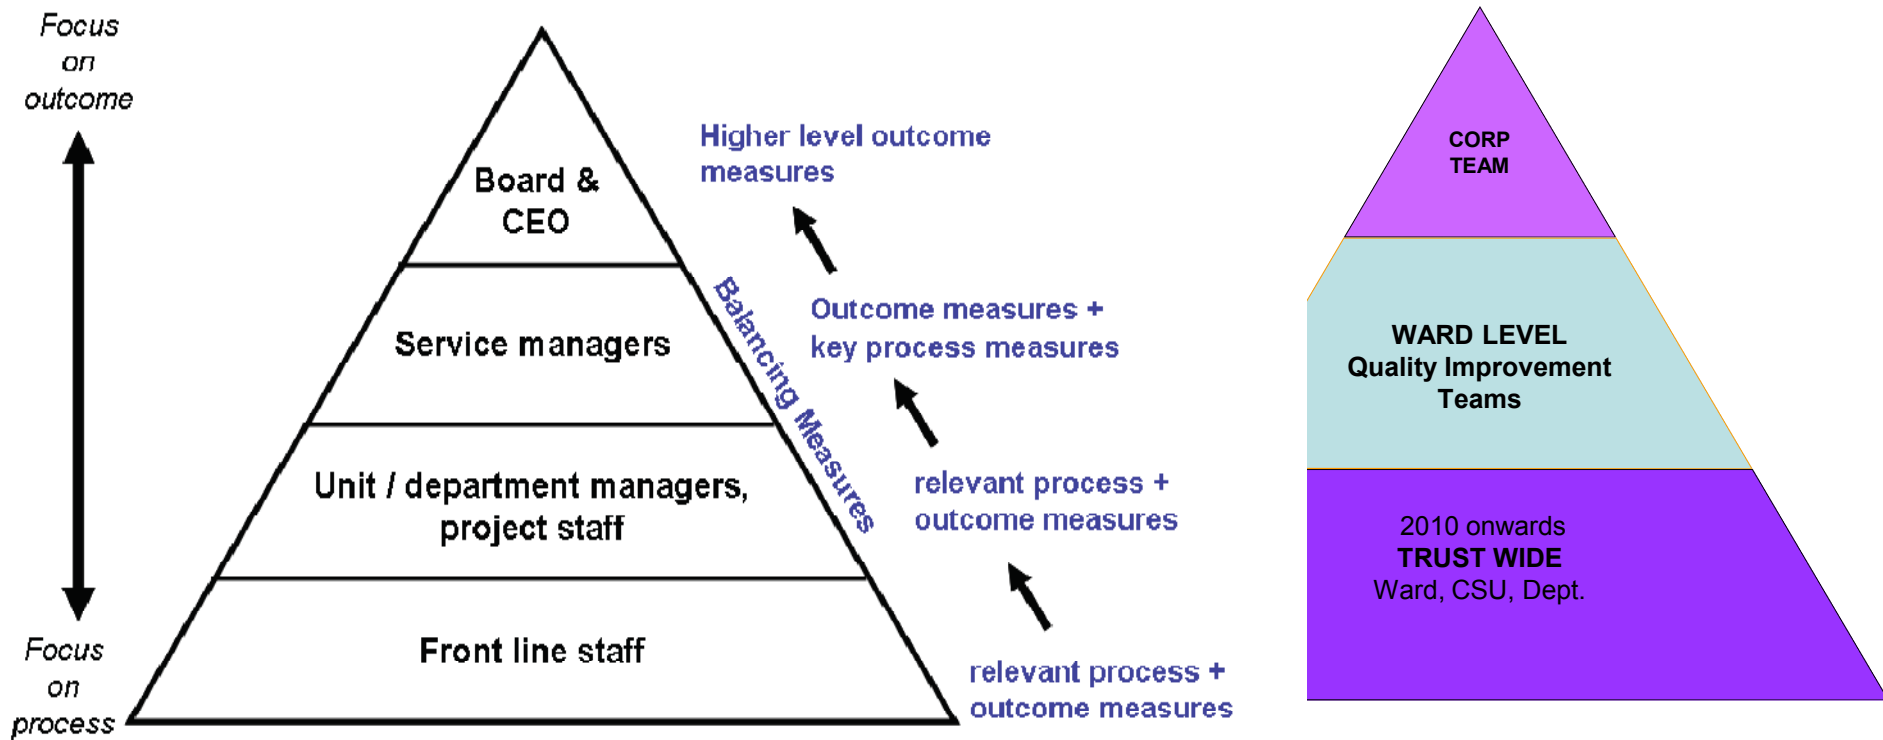 Focus
on
outcome
Focus
on
process
Board &
CEO
Service managers
Unit / department managers,
project staff
Front line staff
Balancing Measures
Higher level outcome
measures
Outcome measures +
key process measures
relevant process +
outcome measures
relevant process +
outcome measures
CORP
TEAM
WARD LEVEL
Quality Improvement
Teams
2010 onwards
TRUST WIDE
Ward, CSU, Dept.